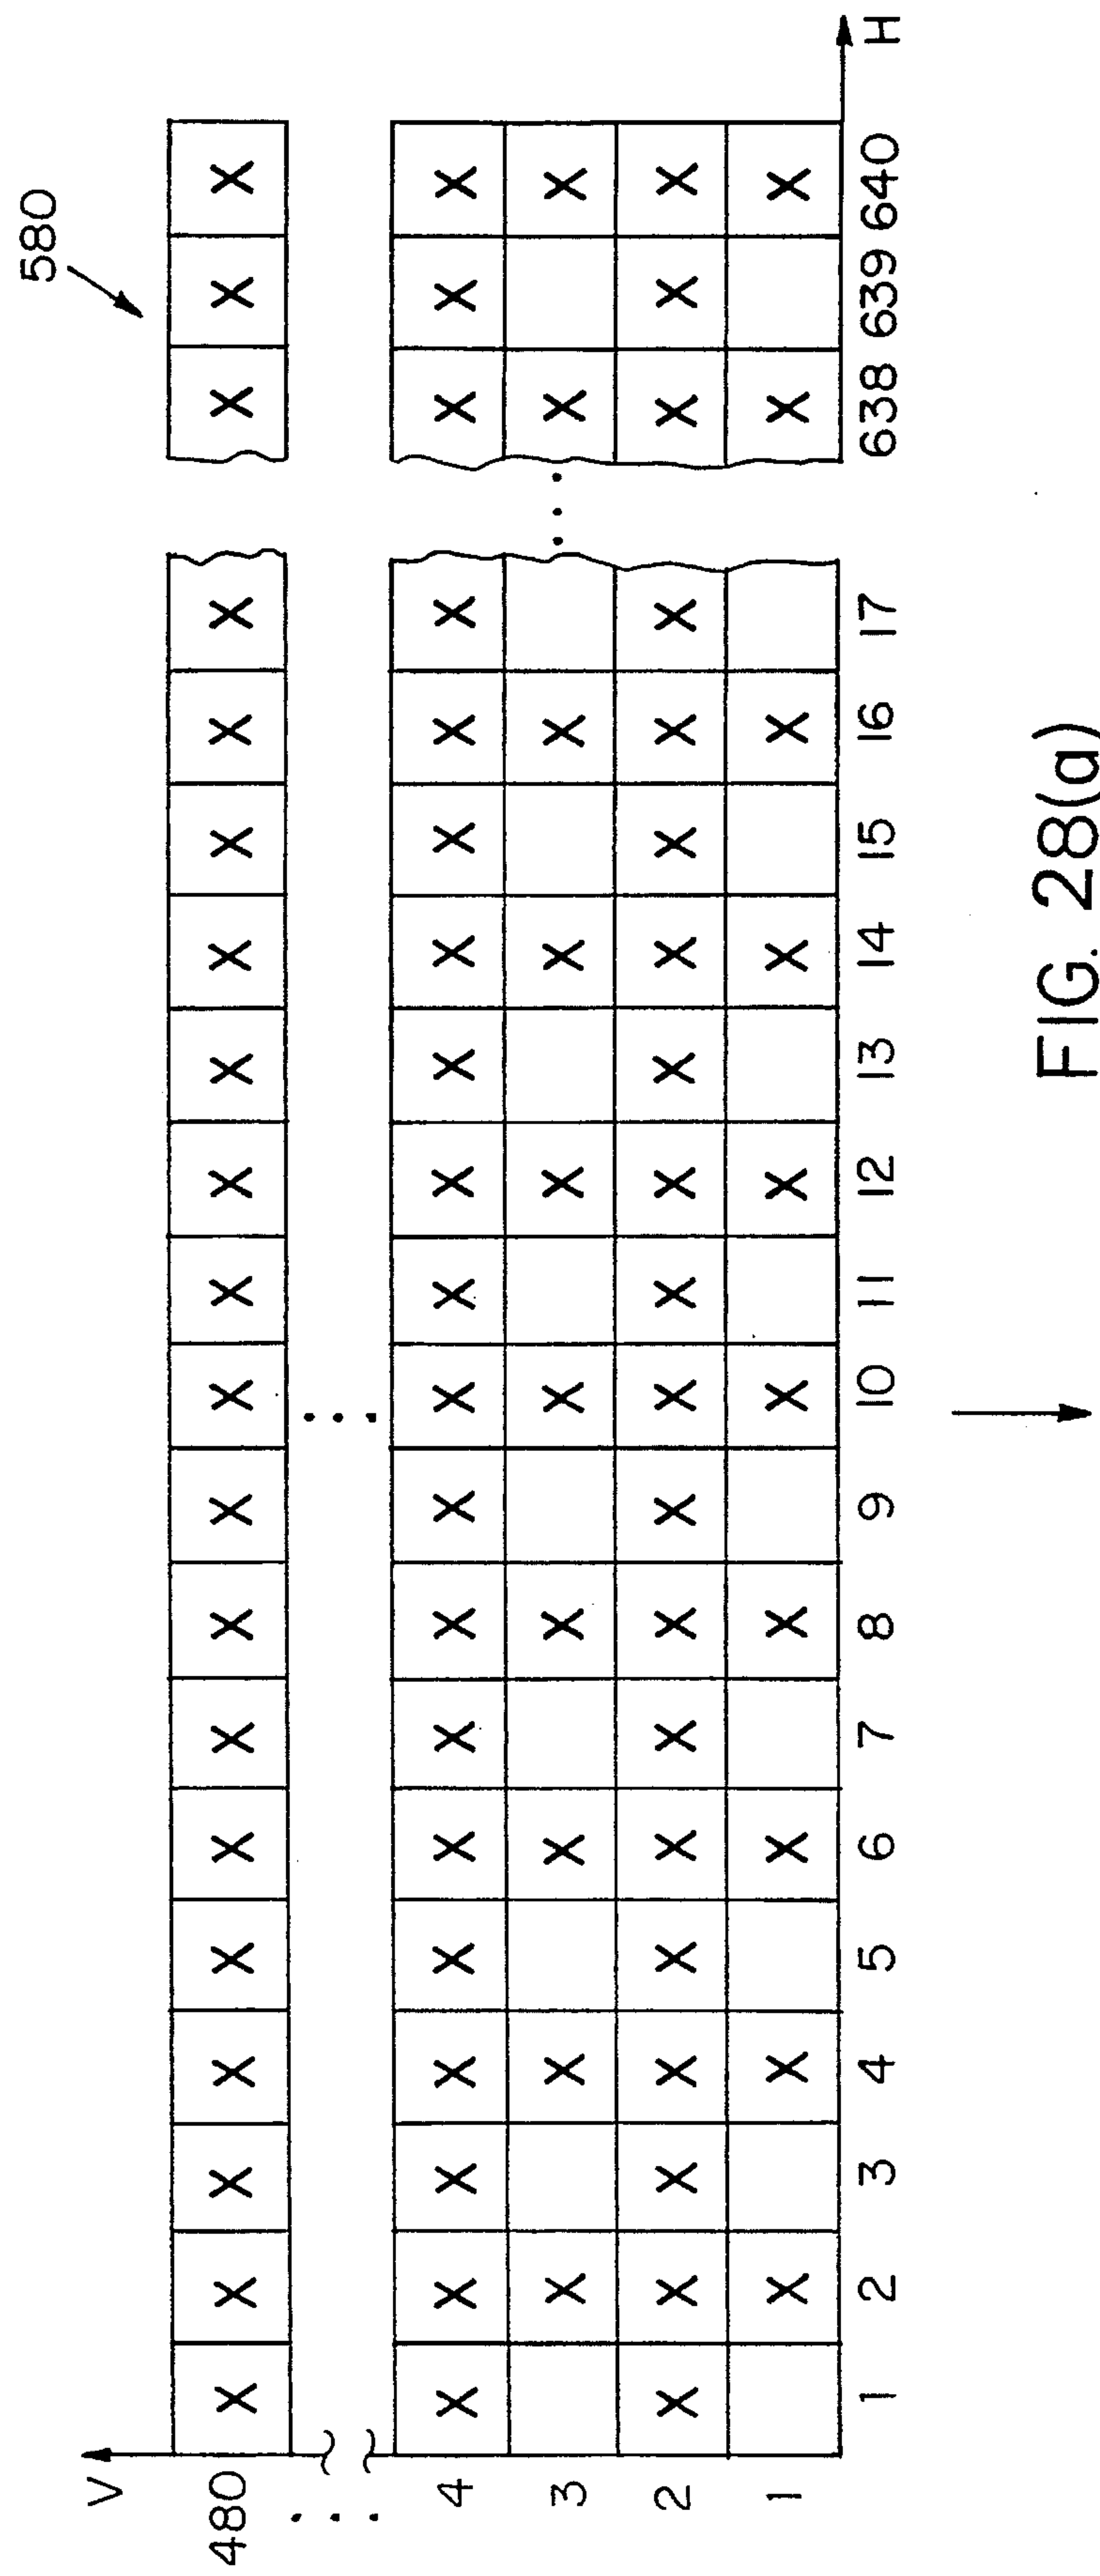 580
V
480 X X X X X X X X X X X X X X X X X X X X
4 X X X X X X X X X X X X X X X X X X X X
3 X X X X X X X X X X
2 X X X X X X X X X X X X X X X X X X X X
1 X X X X X X X X X X
1 2 3 4 5 6 7 8 9 10 11 12 13 14 15 16 17 638 639 640 H
FIG. 28(a)